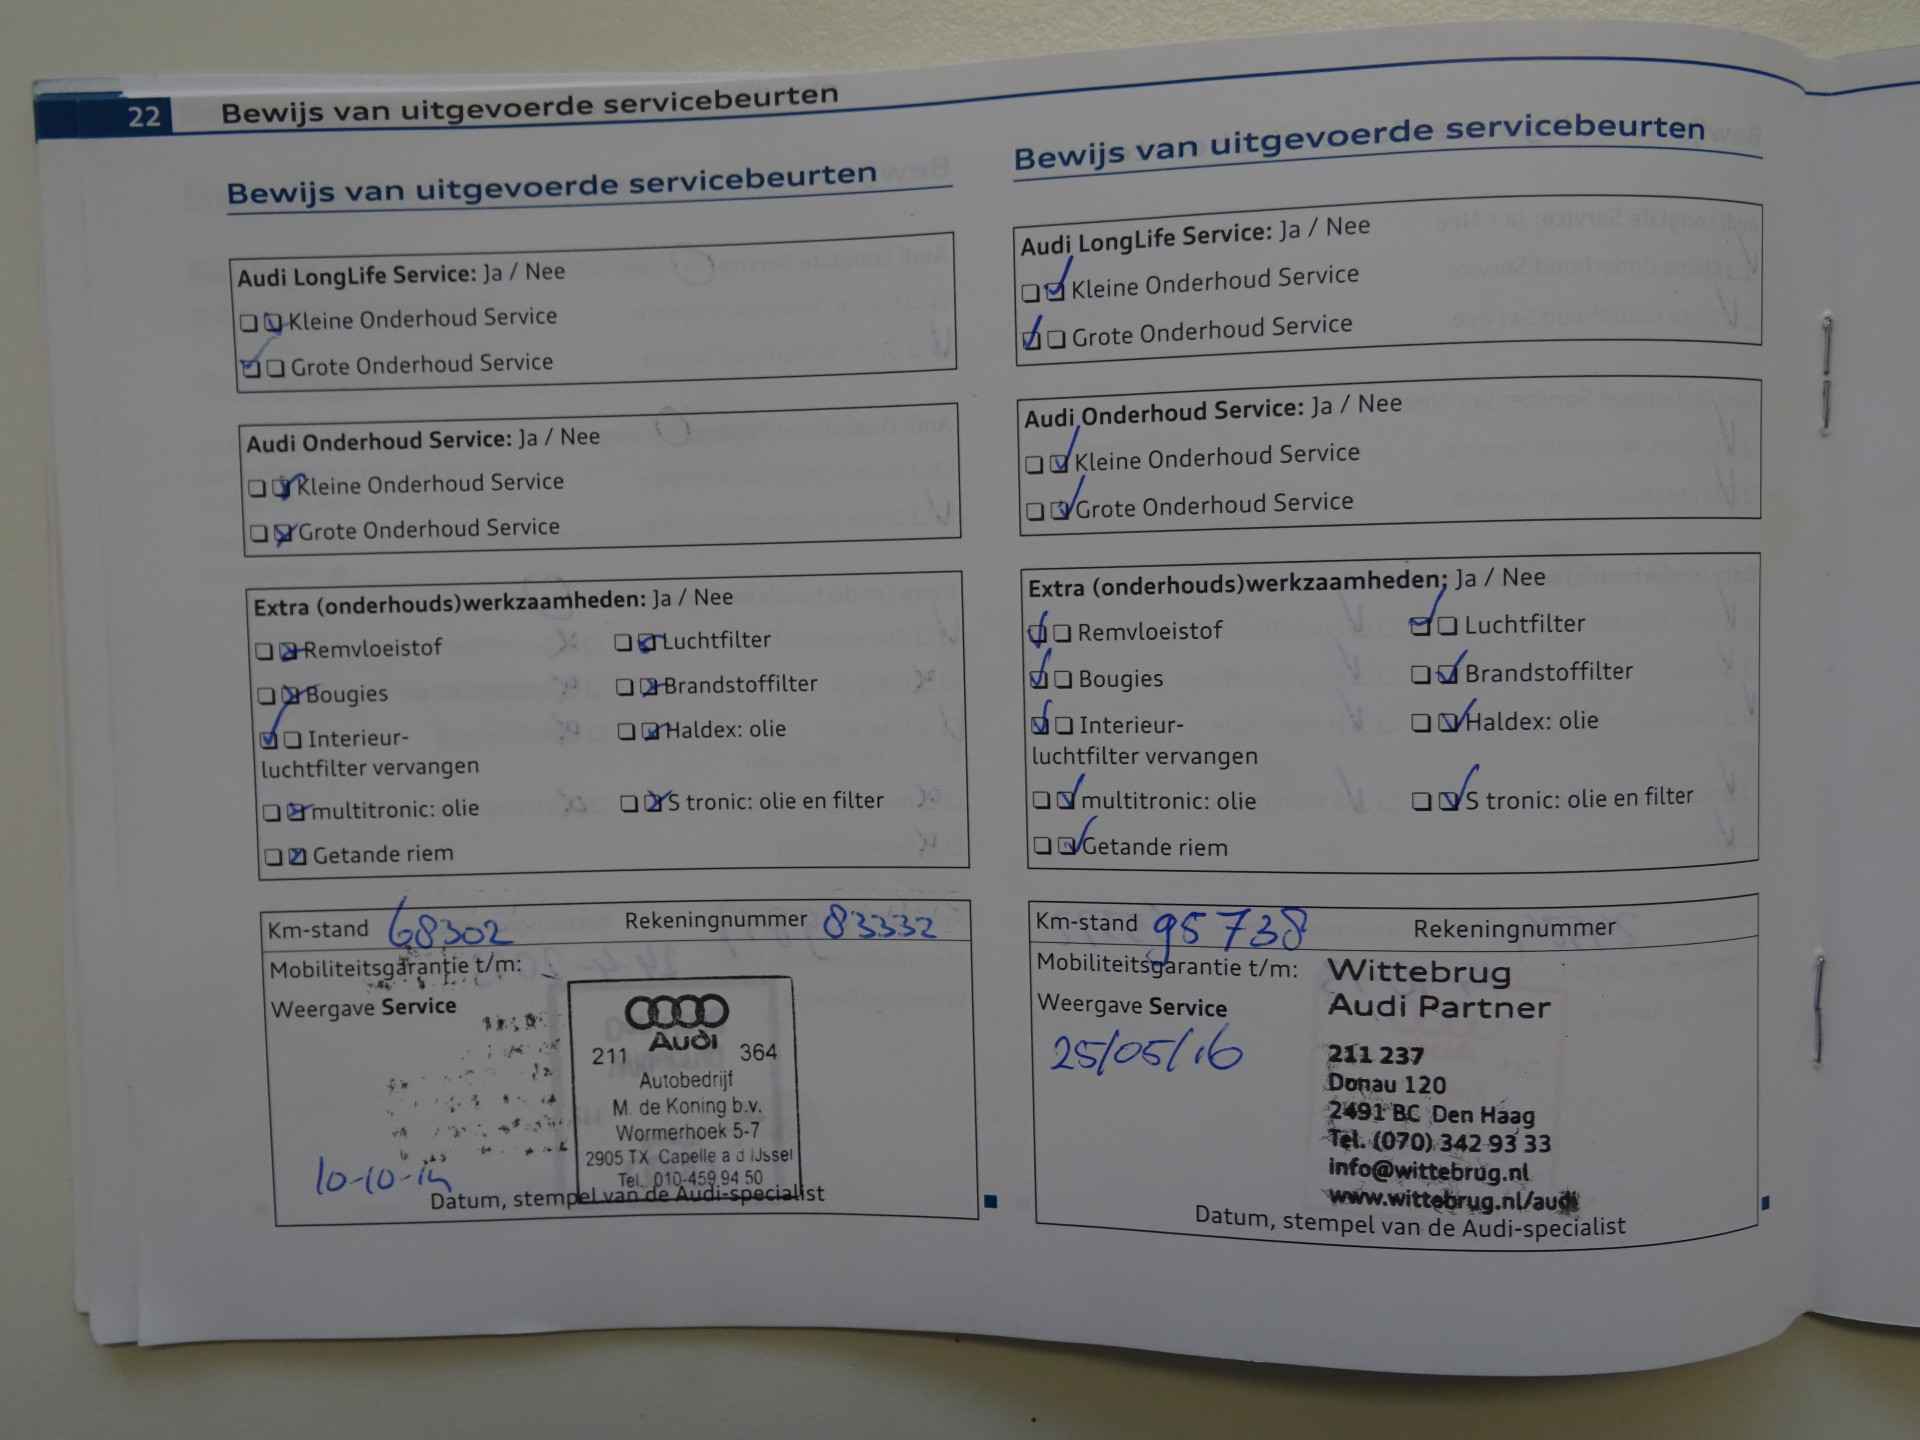 22 Bewijs van uitgevoerde servicebeurten
Bewijs van uitgevoerde servicebeurten
Audi LongLife Service: Ja / Nee
Kleine Onderhoud Service
Grote Onderhoud Service
Audi Onderhoud Service: Ja / Nee
Kleine Onderhoud Service
Grote Onderhoud Service
Extra (onderhouds)werkzaamheden: Ja / Nee
Remvloeistof Luchtfilter
Bougies Brandstoffilter
Interieur- Haldex: olie
luchtfilter vervangen
multitronic: olie S tronic: olie en filter
Getande riem
Km-stand 68302 Rekeningnummer 83332
Mobiliteitsgarantie t/m:
Weergave Service
Audi
211 364
Autobedrijf
M. de Koning b.v.
Wormerhoek 5-7
2905 TX Capelle a d IJssel
Tel. 010-459 94 50
10-10-14
Datum, stempel van de Audi-specialist
Bewijs van uitgevoerde servicebeurten
Audi LongLife Service: Ja / Nee
Kleine Onderhoud Service
Grote Onderhoud Service
Audi Onderhoud Service: Ja / Nee
Kleine Onderhoud Service
Grote Onderhoud Service
Extra (onderhouds)werkzaamheden; Ja / Nee
Remvloeistof Luchtfilter
Bougies Brandstoffilter
Interieur- Haldex: olie
luchtfilter vervangen
multitronic: olie S tronic: olie en filter
Getande riem
Km-stand 95738 Rekeningnummer
Mobiliteitsgarantie t/m:
Weergave Service
25/05/16
Wittebrug
Audi Partner
211 237
Donau 120
2491 BC Den Haag
Tel. (070) 342 93 33
info@wittebrug.nl
www.wittebrug.nl/audi
Datum, stempel van de Audi-specialist